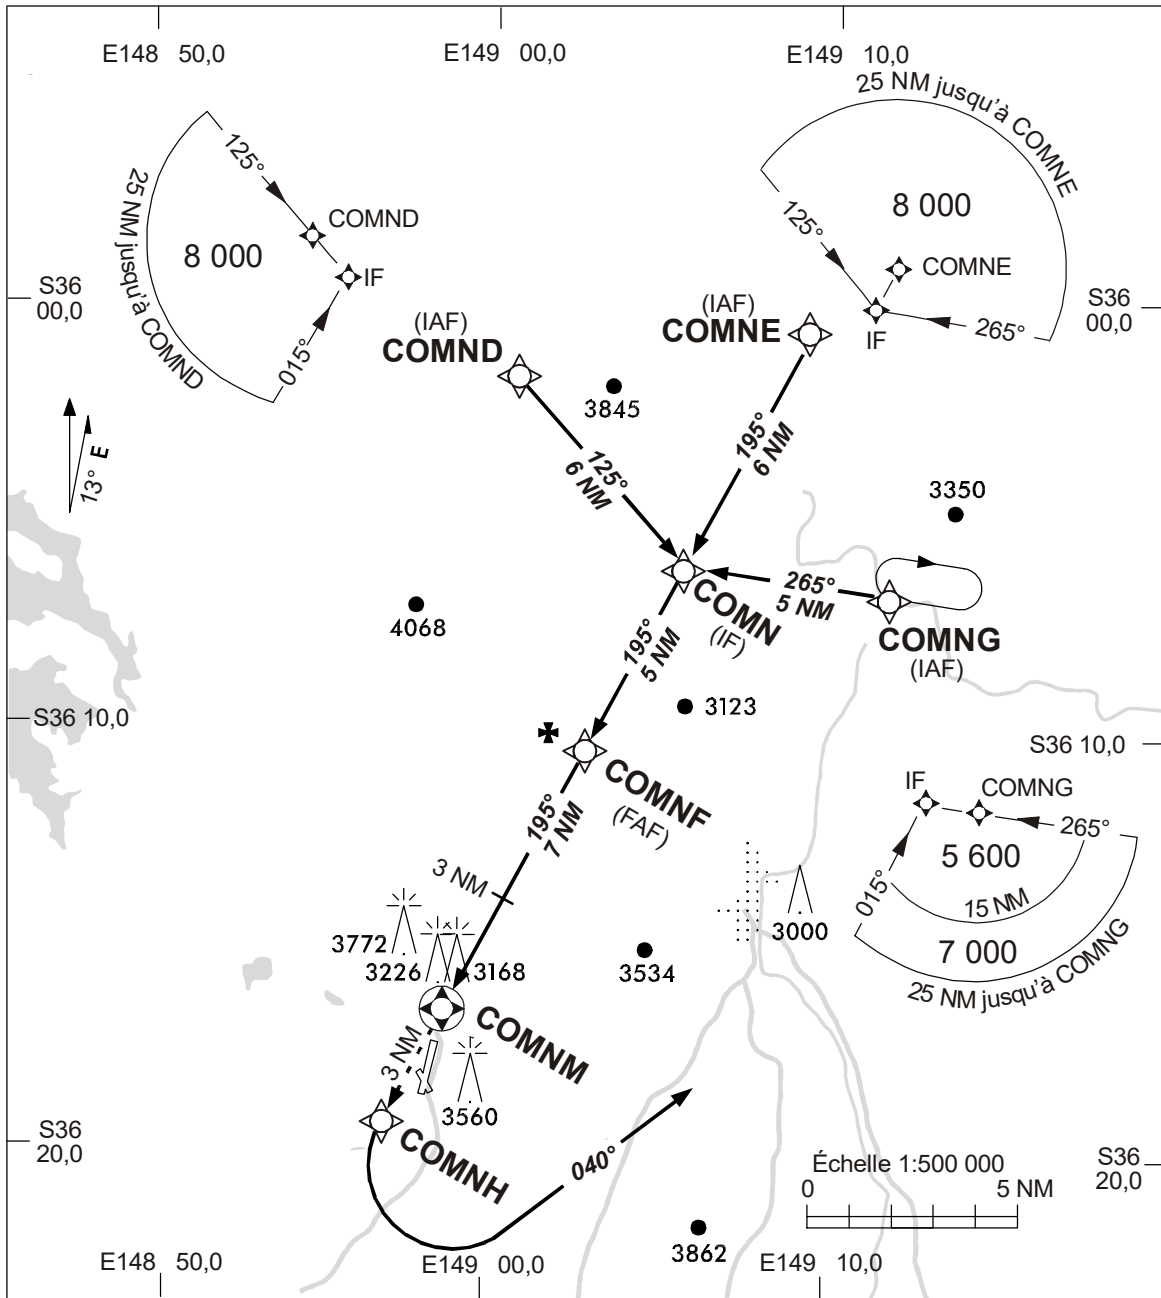 E148 50,0
E149 00,0
E149 10,0
25 NM jusqu'à COMNE
125°
8 000
COMNE
IF
265°
125°
25 NM jusqu'à COMND
COMND
8 000
IF
015°
S36
00,0
S36
00,0
(IAF)
COMND
(IAF)
COMNE
3845
13° E
125°
6 NM
195°
6 NM
3350
265°
5 NM
COMN
(IF)
COMNG
(IAF)
4068
195°
5 NM
3123
S36 10,0
S36 10,0
COMNF
(FAF)
195°
7 NM
3 NM
IF
COMNG
265°
5 600
015°
15 NM
7 000
25 NM jusqu'à COMNG
3772
3226
3168
3534
3000
COMNM
3 NM
3560
COMNH
040°
S36
20,0
S36
20,0
Échelle 1:500 000
0
5 NM
3862
E148 50,0
E149 00,0
E149 10,0